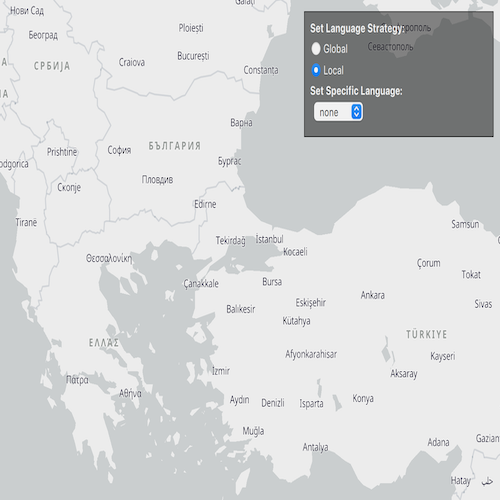 Нови Сад
Galați
Београд
Ploiești
СРБИЈА
București
Craiova
Constanța
Варна
Prishtinë
София
БЪЛГАРИЯ
Бургас
Podgorica
Скопје
Пловдив
Edirne
Tiranë
Tekirdağ
İstanbul
Kocaeli
Θεσσαλονίκη
Çanakkale
Bursa
Balıkesir
Eskişehir
Kütahya
Ankara
Çorum
Samsun
Tokat
Sivas
ΕΛΛΑΣ
TÜRKİYE
Afyonkarahisar
Kayseri
Πάτρα
Αθήνα
İzmir
Aksaray
Aydın
Denizli
Isparta
Konya
Muğla
Antalya
Adana
Gazian
Hatay
حلب
Set Language Strategy:
Global
Севастополь
Local
Set Specific Language:
none